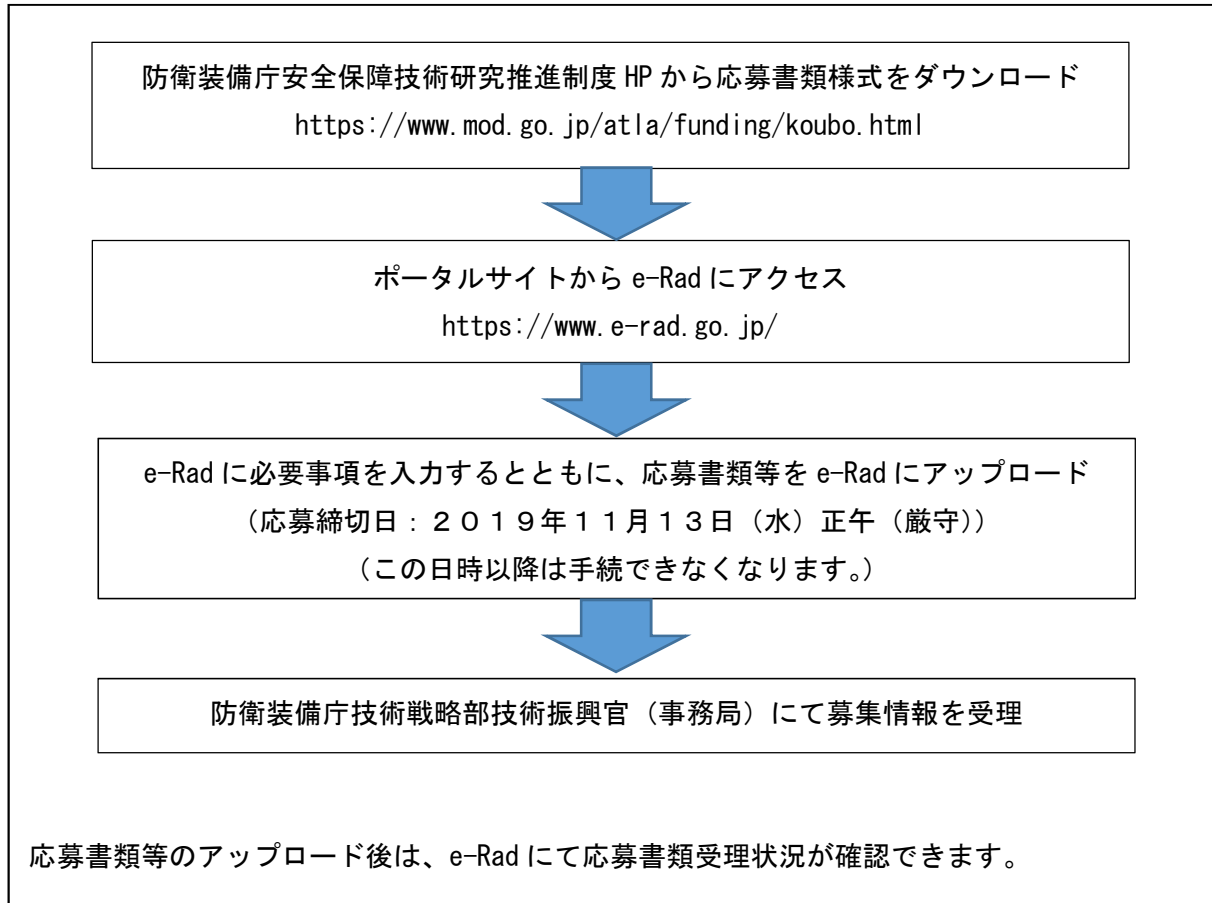 防衛装備庁安全保障技術研究推進制度 HP から応募書類様式をダウンロード
https://www.mod.go.jp/atla/funding/koubo.html
ポータルサイトから e-Rad にアクセス
https://www.e-rad.go.jp/
e-Rad に必要事項を入力するとともに、応募書類等を e-Rad にアップロード
（応募締切日：２０１９年１１月１３日（水）正午（厳守））
（この日時以降は手続できなくなります。）
防衛装備庁技術戦略部技術振興官（事務局）にて募集情報を受理
応募書類等のアップロード後は、e-Rad にて応募書類受理状況が確認できます。